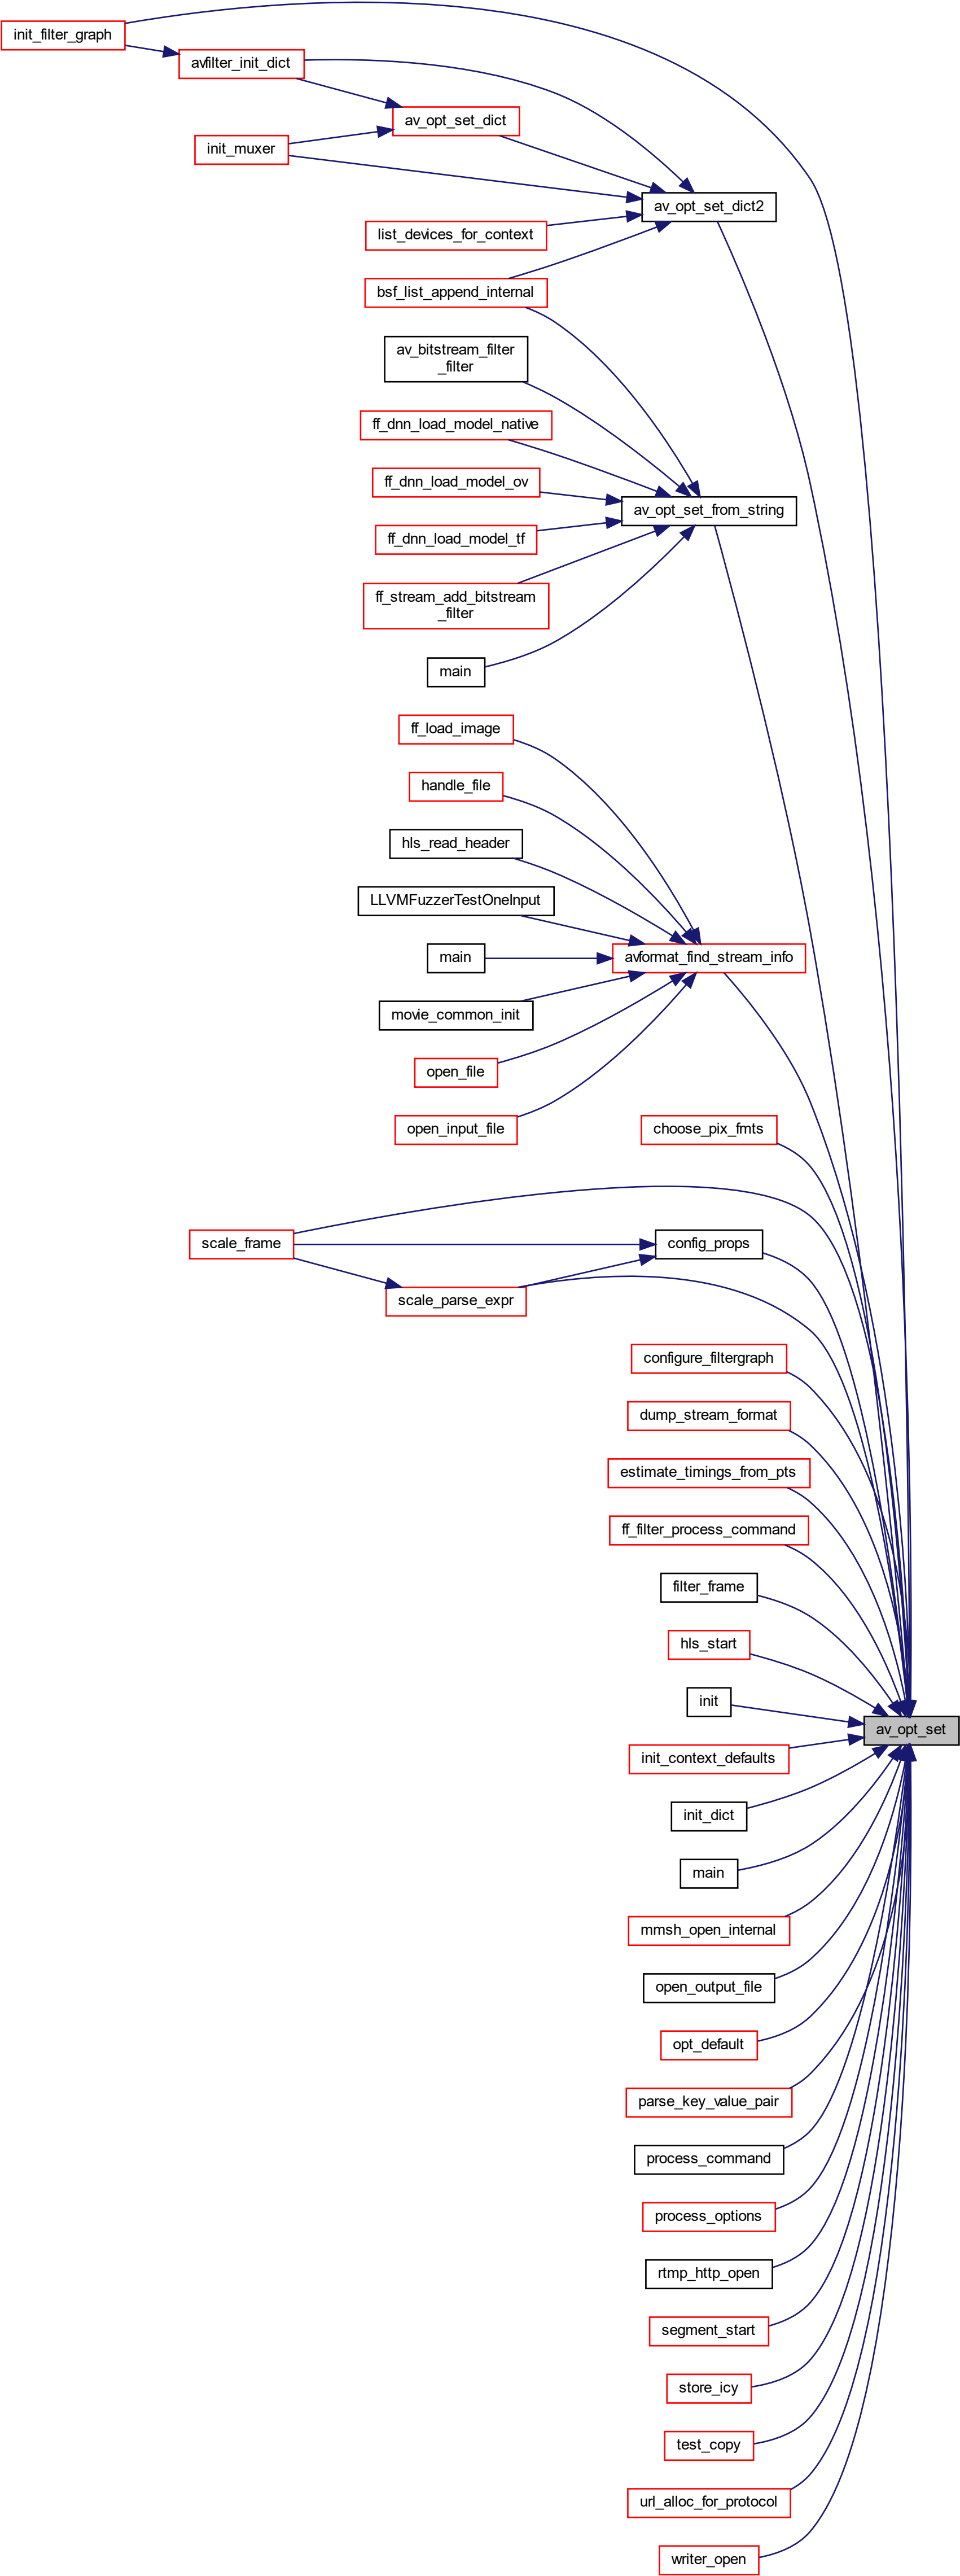 init_filter_graph
avfilter_init_dict
av_opt_set_dict
init_muxer
av_opt_set_dict2
list_devices_for_context
bsf_list_append_internal
av_bitstream_filter
_filter
ff_dnn_load_model_native
ff_dnn_load_model_ov
av_opt_set_from_string
ff_dnn_load_model_tf
ff_stream_add_bitstream
_filter
main
ff_load_image
handle_file
hls_read_header
LLVMFuzzerTestOneInput
main
avformat_find_stream_info
movie_common_init
open_file
open_input_file
choose_pix_fmts
scale_frame
config_props
scale_parse_expr
configure_filtergraph
dump_stream_format
estimate_timings_from_pts
ff_filter_process_command
filter_frame
hls_start
init
av_opt_set
init_context_defaults
init_dict
main
mmsh_open_internal
open_output_file
opt_default
parse_key_value_pair
process_command
process_options
rtmp_http_open
segment_start
store_icy
test_copy
url_alloc_for_protocol
writer_open